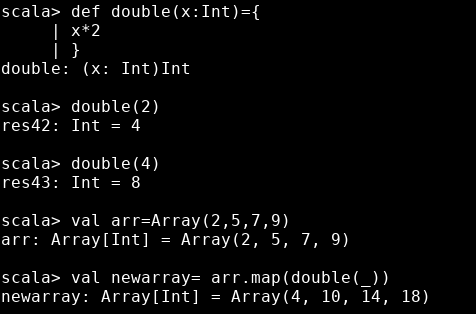 scala> def double(x:Int)={
     | x*2
     | }
double: (x: Int)Int
scala> double(2)
res42: Int = 4
scala> double(4)
res43: Int = 8
scala> val arr=Array(2,5,7,9)
arr: Array[Int] = Array(2, 5, 7, 9)
scala> val newarray= arr.map(double(_))
newarray: Array[Int] = Array(4, 10, 14, 18)